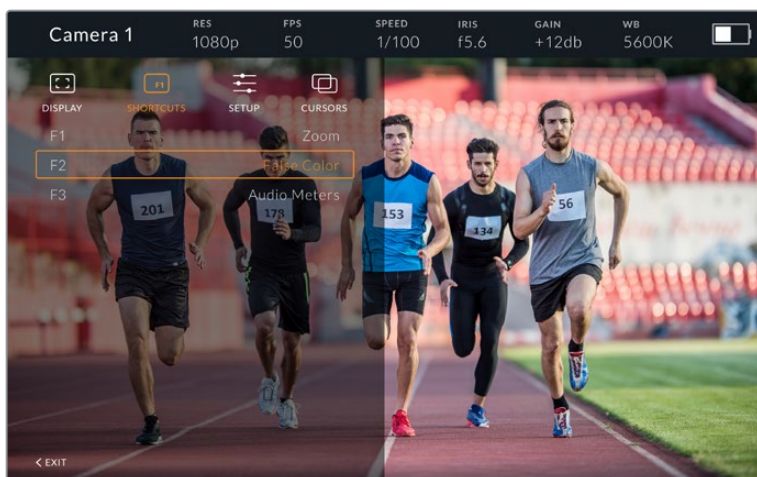 Camera 1
RES
1080p
FPS
50
SPEED
1/100
IRIS
f5.6
GAIN
+12db
WB
5600K
DISPLAY
F1
SHORTCUTS
SETUP
CURSORS
F1 Zoom
F2 False Color
F3 Audio Meters
201
178
153
134
56
EXIT